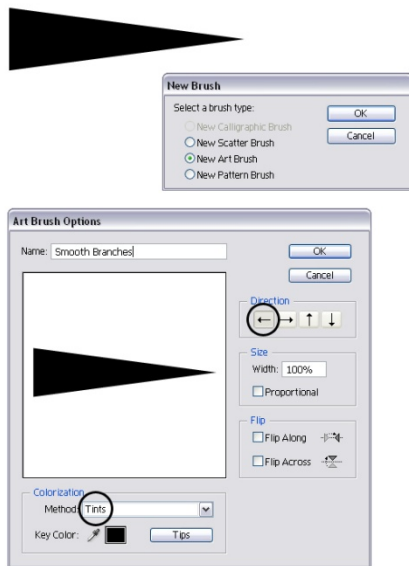 New Brush
Select a brush type:
New Calligraphic Brush
New Scatter Brush
New Art Brush
New Pattern Brush
OK
Cancel
Art Brush Options
Name: Smooth Branches
OK
Cancel
Direction
Size
Width: 100%
Proportional
Flip
Flip Along
Flip Across
Colorization
Method: Tints
Key Color:
Tips